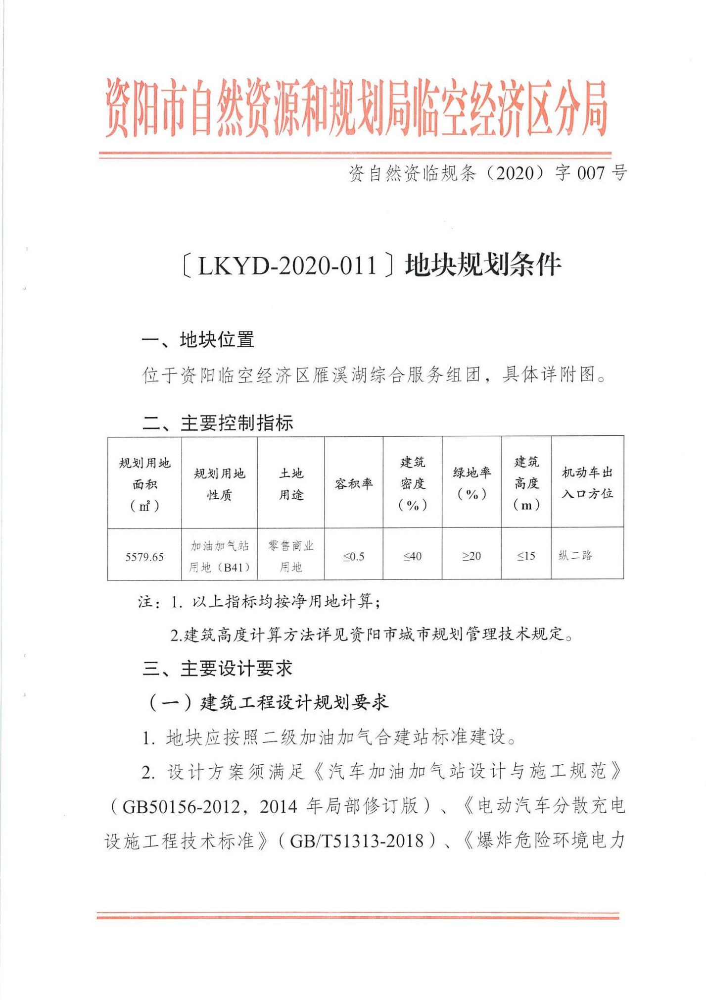 资阳市自然资源和规划局临空经济区分局
资自然资临规条（2020）字 007 号
〔LKYD-2020-011〕地块规划条件
一、地块位置
位于资阳临空经济区雁溪湖综合服务组团，具体详附图。
二、主要控制指标
规划用地
面积
（㎡）
规划用地
性质
土地
用途
容积率
建筑
密度
（%）
绿地率
（%）
建筑
高度
（m）
机动车出
入口方位
5579.65
加油加气站
用地（B41）
零售商业
用地
≤0.5
≤40
≥20
≤15
纵二路
注：1. 以上指标均按净用地计算；
2.建筑高度计算方法详见资阳市城市规划管理技术规定。
三、主要设计要求
（一）建筑工程设计规划要求
1. 地块应按照二级加油加气合建站标准建设。
2. 设计方案须满足《汽车加油加气站设计与施工规范》
（GB50156-2012，2014 年局部修订版）、《电动汽车分散充电
设施工程技术标准》（GB/T51313-2018）、《爆炸危险环境电力